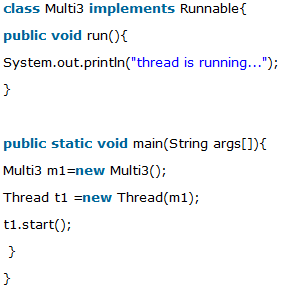 class Multi3 implements Runnable{
public void run(){
System.out.println("thread is running...");
}
public static void main(String args[]){
Multi3 m1=new Multi3();
Thread t1 =new Thread(m1);
t1.start();
}
}